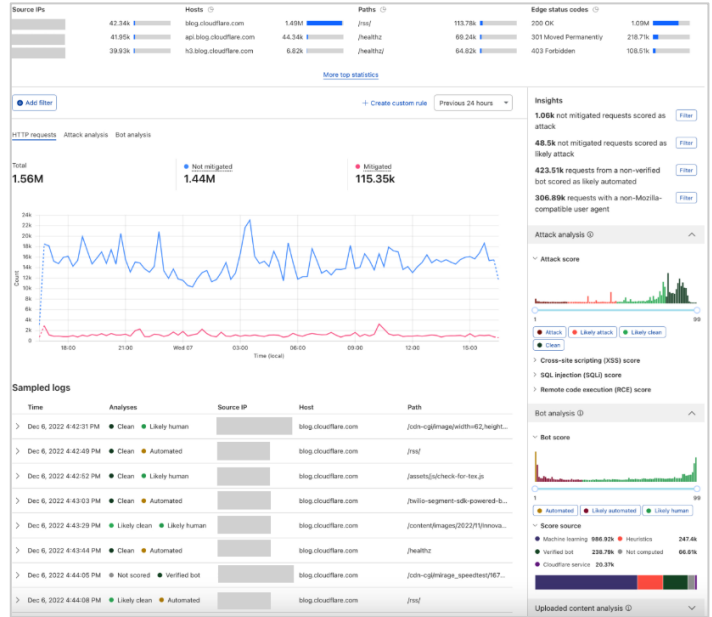 Source IPs
42.34k
41.95k
39.93k
Hosts
blog.cloudflare.com 1.49M
api.blog.cloudflare.com 44.34k
h3.blog.cloudflare.com 6.62k
Paths
/rss/ 113.76k
/healthz 69.24k
/healthz/ 64.82k
Edge status codes
200 OK 1.09M
301 Moved Permanently 216.71k
403 Forbidden 108.51k
More top statistics
Add filter
+ Create custom rule
Previous 24 hours
HTTP requests Attack analysis Bot analysis
Total
1.56M
Not mitigated
1.44M
Mitigated
115.35k
Count
24k
22k
20k
18k
16k
14k
12k
10k
8k
6k
4k
2k
0
18:00 21:00 Wed 07 03:00 06:00 09:00 12:00 15:00
Time (local)
Sampled logs
Time Analyses Source IP Host Path
Dec 6, 2022 4:42:31 PM Clean Likely human blog.cloudflare.com /cdn-cgi/image/width=62,height...
Dec 6, 2022 4:42:49 PM Clean Automated blog.cloudflare.com /rss/
Dec 6, 2022 4:42:52 PM Clean Likely human blog.cloudflare.com /assets/js/check-for-tex.js
Dec 6, 2022 4:43:03 PM Clean Automated blog.cloudflare.com /twilio-segment-sdk-powered-b...
Dec 6, 2022 4:43:29 PM Likely clean Likely human blog.cloudflare.com /content/images/2022/11/Innova...
Dec 6, 2022 4:43:44 PM Clean Automated blog.cloudflare.com /healthz
Dec 6, 2022 4:44:05 PM Not scored Verified bot blog.cloudflare.com /cdn-cgi/mirage_speedtest/167...
Dec 6, 2022 4:44:08 PM Likely clean Automated blog.cloudflare.com /rss/
Insights
1.06k not mitigated requests scored as
attack
Filter
48.5k not mitigated requests scored as
likely attack
Filter
423.51k requests from a non-verified
bot scored as likely automated
Filter
306.89k requests with a non-Mozilla-
compatible user agent
Filter
Attack analysis
Attack score
1 99
Attack Likely attack Likely clean
Clean
Cross-site scripting (XSS) score
SQL injection (SQLi) score
Remote code execution (RCE) score
Bot analysis
Bot score
1 99
Automated Likely automated Likely human
Score source
Machine learning 986.92k Heuristics 247.4k
Verified bot 238.79k Not computed 66.61k
Cloudflare service 20.37k
Uploaded content analysis